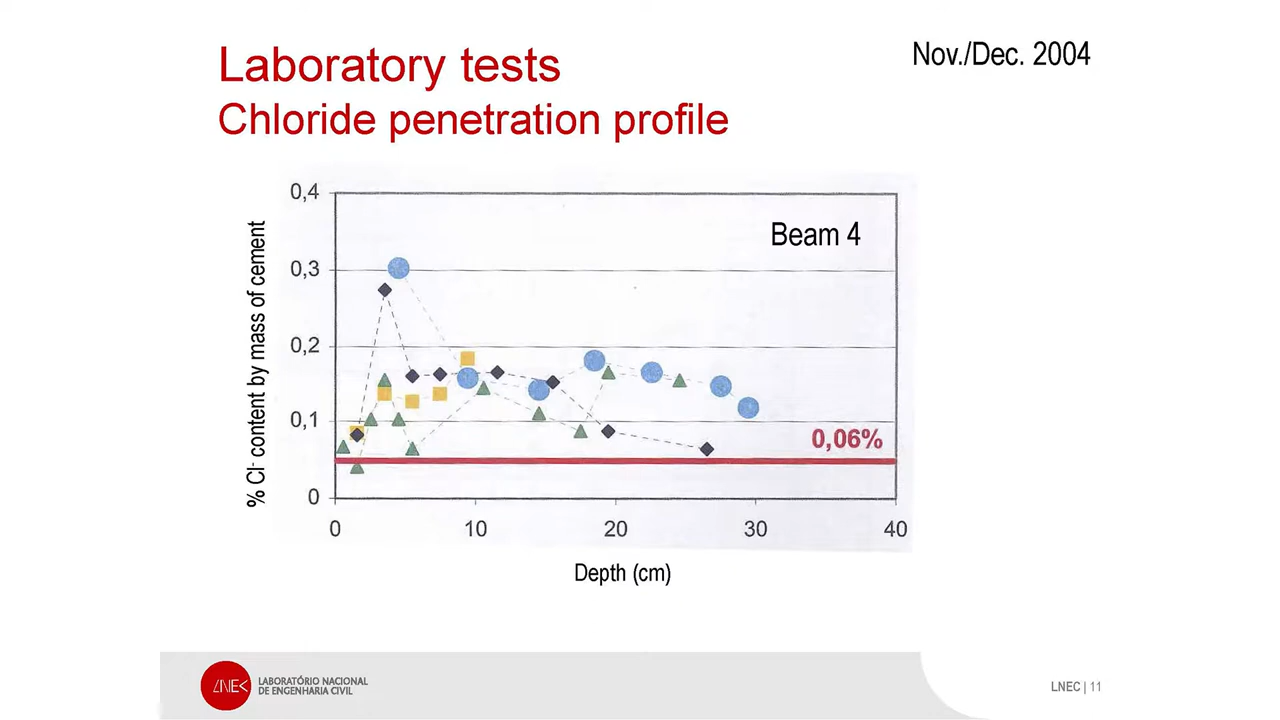 Laboratory tests
Nov./Dec. 2004
Chloride penetration profile
% Cl- content by mass of cement
0,4
0,3
0,2
0,1
0
Beam 4
0,06%
0 10 20 30 40
Depth (cm)
LNEC
LABORATÓRIO NACIONAL
DE ENGENHARIA CIVIL
LNEC | 11